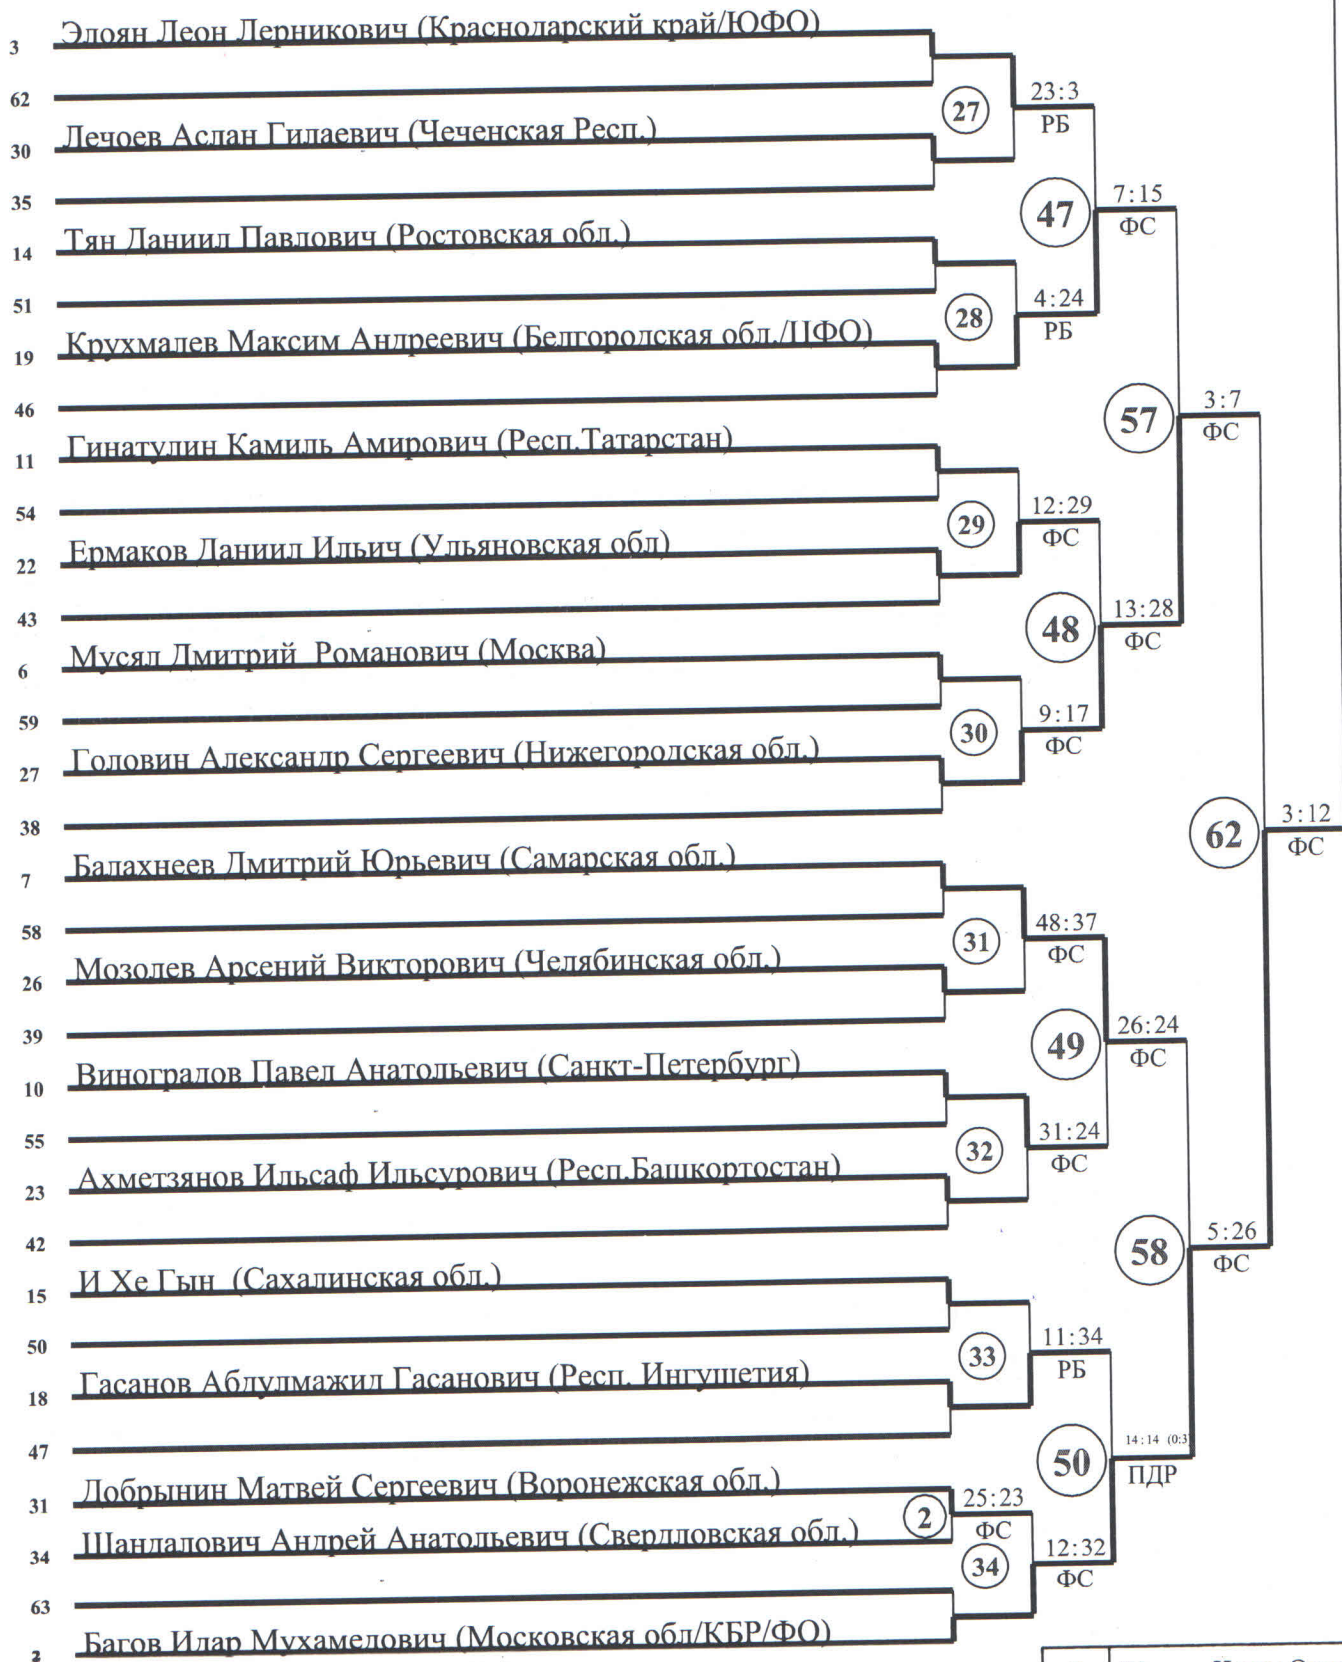 3 Элоян Леон Лерникович (Краснодарский край/ЮФО)
62
23:3
27
РБ
30 Лечоев Аслан Гилаевич (Чеченская Респ.)
35
47
7:15
ФС
14 Тян Даниил Павлович (Ростовская обл.)
51
28
4:24
РБ
19 Крухмалев Максим Андреевич (Белгородская обл./ЦФО)
46
57
3:7
ФС
11 Гинатулин Камиль Амирович (Респ.Татарстан)
54
29
12:29
ФС
22 Ермаков Даниил Ильич (Ульяновская обл)
43
48
13:28
ФС
6 Мусял Дмитрий Романович (Москва)
59
30
9:17
ФС
27 Головин Александр Сергеевич (Нижегородская обл.)
38
62
3:12
ФС
7 Балахнеев Дмитрий Юрьевич (Самарская обл.)
58
31
48:37
ФС
26 Мозолев Арсений Викторович (Челябинская обл.)
39
49
26:24
ФС
10 Виноградов Павел Анатольевич (Санкт-Петербург)
55
32
31:24
ФС
23 Ахметзянов Ильсаф Ильсурович (Респ.Башкортостан)
42
58
5:26
ФС
15 И Хе Гын (Сахалинская обл.)
50
33
11:34
РБ
18 Гасанов Абдулмажид Гасанович (Респ. Ингушетия)
47
50
14:14 (0:3
ПДР
31 Добрынин Матвей Сергеевич (Воронежская обл.)
2
25:23
ФС
34 Шандалович Андрей Анатольевич (Свердловская обл.)
34
12:32
ФС
63
2 Багов Идар Мухамедович (Московская обл/КБР/ФО)